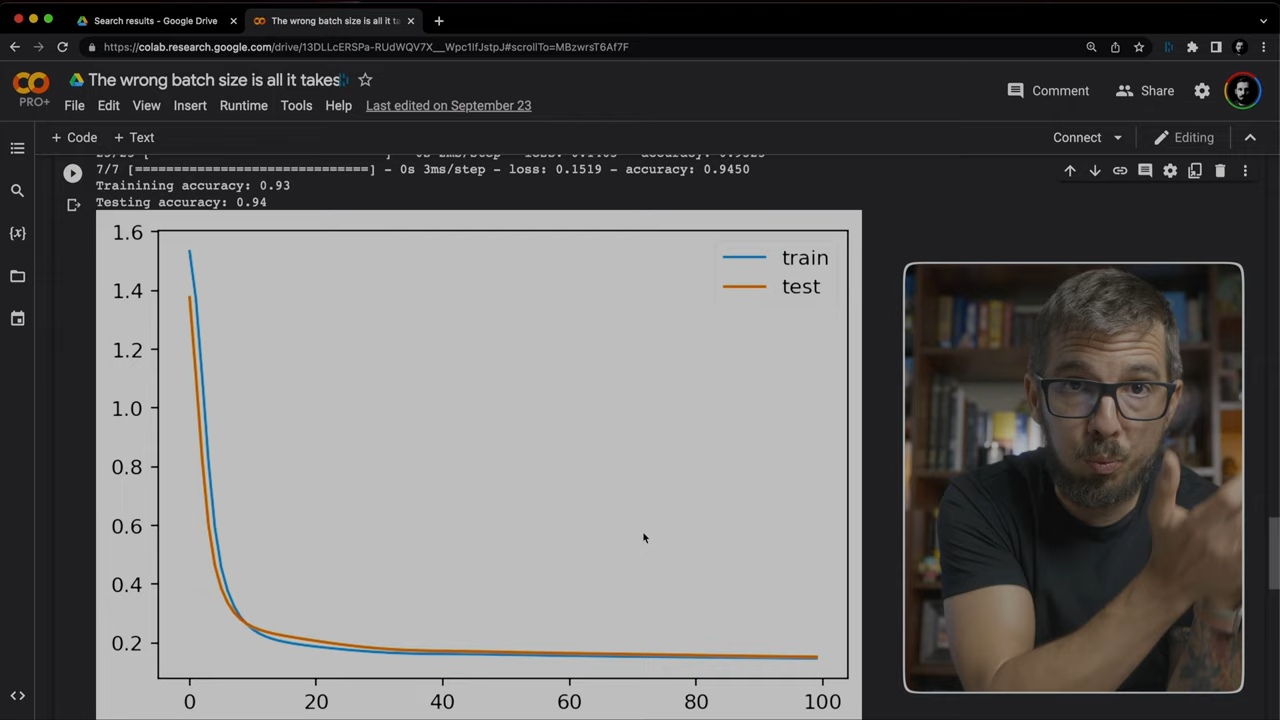 Search results - Google Drive
The wrong batch size is all it ta
https://colab.research.google.com/drive/13DLLcERSPa-RUdWQV7X__Wpc1lfJstpJ#scrollTo=MBzwrsT6Af7F
PRO+
The wrong batch size is all it takes
File Edit View Insert Runtime Tools Help Last edited on September 23
Comment
Share
+ Code + Text
Connect
Editing
7/7 [==============================] - 0s 3ms/step - loss: 0.1519 - accuracy: 0.9450
Trainining accuracy: 0.93
Testing accuracy: 0.94
1.6
1.4
1.2
1.0
0.8
0.6
0.4
0.2
train
test
0 20 40 60 80 100